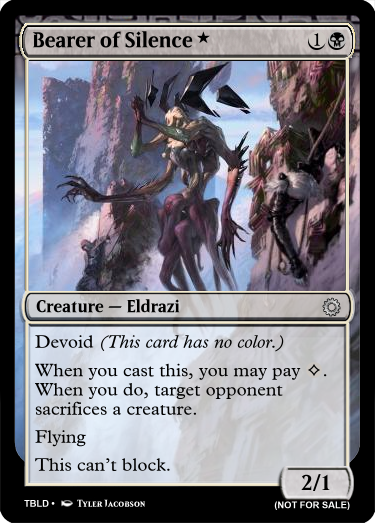 Bearer of Silence ★ 1
Creature — Eldrazi
Devoid (This card has no color.)
When you cast this, you may pay ◇.
When you do, target opponent
sacrifices a creature.
Flying
This can't block.
2/1
TBLD • Tyler Jacobson
(NOT FOR SALE)